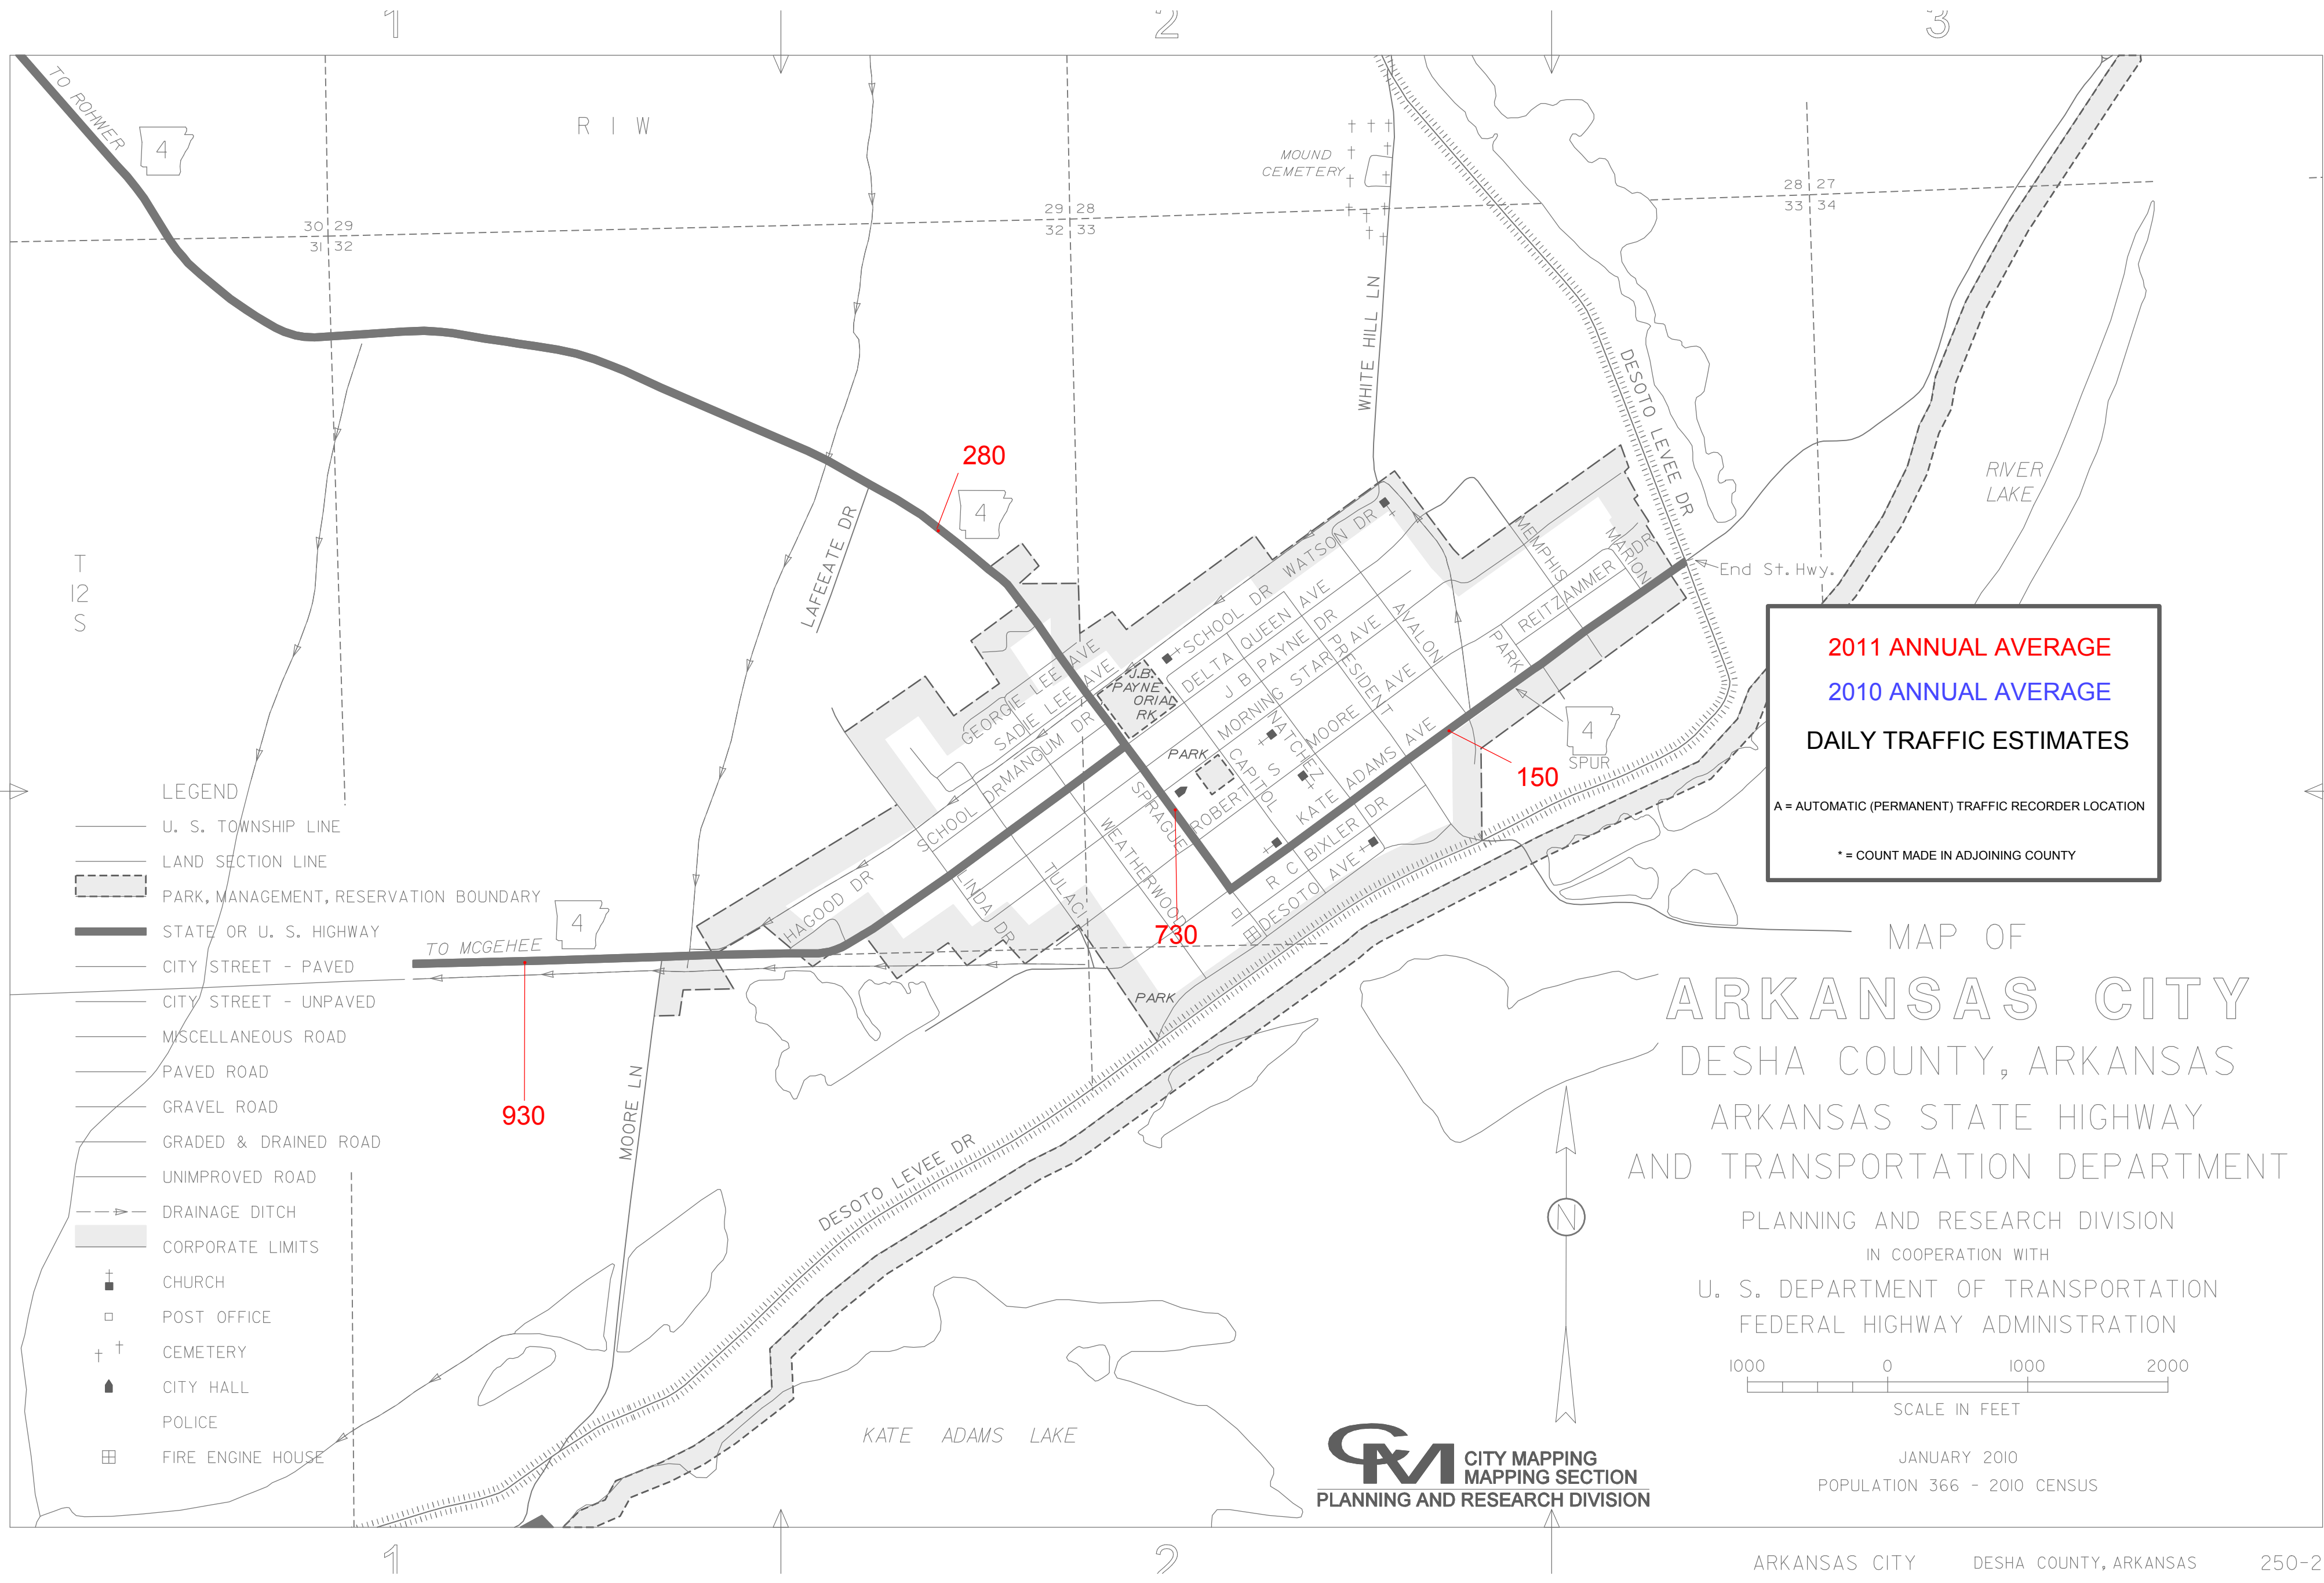 1
2
3
TO ROHWER
4
R 1 W
MOUND
CEMETERY
30 29
31 32
29 28
32 33
28 27
33 34
WHITE HILL LN
DESOTO LEVEE DR
RIVER
LAKE
280
4
LAFEEATE DR
T
12
S
End St. Hwy.
MEMPHIS
MARION
DR
REITZAMMER
PARK
AVALON
PRESIDENT
WATSON DR
SCHOOL DR
DELTA QUEEN AVE
J B PAYNE DR
MORNING STAR AVE
MOORE AVE
NATCHEZ
CAPITOL
ROBERT S
KATE ADAMS AVE
R C BIXLER DR
DESOTO AVE
GEORGIE LEE AVE
SADIE LEE AVE
MANGUM DR
SCHOOL DR
J.B.
PAYNE
ORIAL
RK
PARK
SPRAGUE
WEATHERWOOD
TULACI
LINDA DR
HAGOOD DR
PARK
4
SPUR
150
730
2011 ANNUAL AVERAGE
2010 ANNUAL AVERAGE
DAILY TRAFFIC ESTIMATES
A = AUTOMATIC (PERMANENT) TRAFFIC RECORDER LOCATION
* = COUNT MADE IN ADJOINING COUNTY
LEGEND
U. S. TOWNSHIP LINE
LAND SECTION LINE
PARK, MANAGEMENT, RESERVATION BOUNDARY
STATE OR U. S. HIGHWAY
CITY STREET - PAVED
CITY STREET - UNPAVED
MISCELLANEOUS ROAD
PAVED ROAD
GRAVEL ROAD
GRADED & DRAINED ROAD
UNIMPROVED ROAD
DRAINAGE DITCH
CORPORATE LIMITS
CHURCH
POST OFFICE
CEMETERY
CITY HALL
POLICE
FIRE ENGINE HOUSE
4
TO MCGEHEE
930
MOORE LN
DESOTO LEVEE DR
KATE ADAMS LAKE
MAP OF
ARKANSAS CITY
DESHA COUNTY, ARKANSAS
ARKANSAS STATE HIGHWAY
AND TRANSPORTATION DEPARTMENT
PLANNING AND RESEARCH DIVISION
IN COOPERATION WITH
U. S. DEPARTMENT OF TRANSPORTATION
FEDERAL HIGHWAY ADMINISTRATION
1000 0 1000 2000
SCALE IN FEET
JANUARY 2010
POPULATION 366 - 2010 CENSUS
N
CM
CITY MAPPING
MAPPING SECTION
PLANNING AND RESEARCH DIVISION
1
2
ARKANSAS CITY DESHA COUNTY, ARKANSAS 250-2